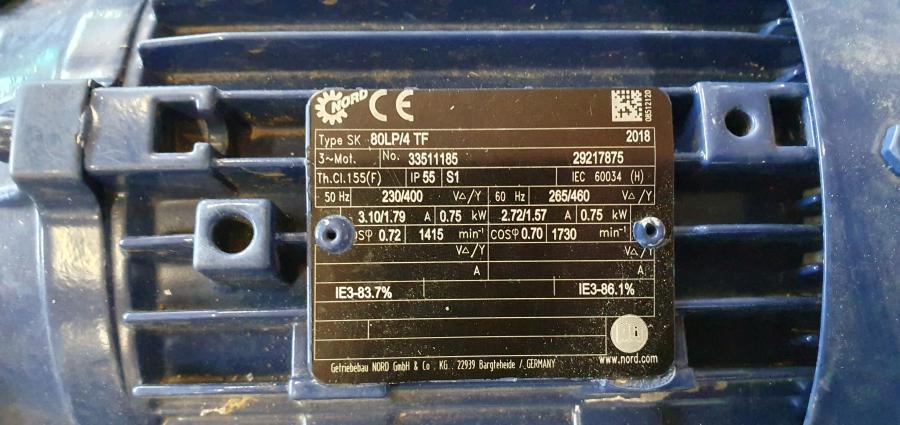 NORD CE 08512120
Type SK 80LP/4 TF 2018
3~Mot. No. 33511185 29217875
Th.Cl.155(F) IP 55 S1 IEC 60034 (H)
50 Hz 230/400 V△/Y 60 Hz 265/460 V△/Y
3.10/1.79 A 0.75 kW 2.72/1.57 A 0.75 kW
cosφ 0.72 1415 min⁻¹ cosφ 0.70 1730 min⁻¹
V△/Y V△/Y
A A
IE3-83.7% IE3-86.1%
www.nord.com
Getriebebau NORD GmbH & Co. KG. 22939 Bargteheide / GERMANY